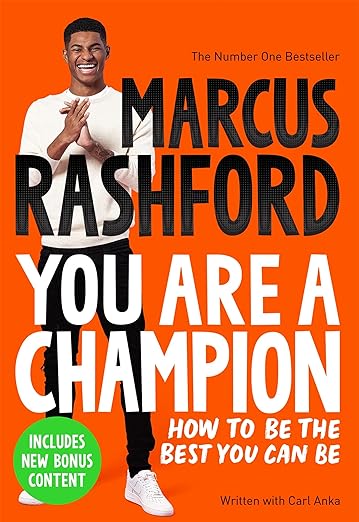 The Number One Bestseller
MARCUS
RASHFORD
YOU ARE A
CHAMPION
HOW TO BE THE
BEST YOU CAN BE
INCLUDES
NEW BONUS
CONTENT
Written with Carl Anka